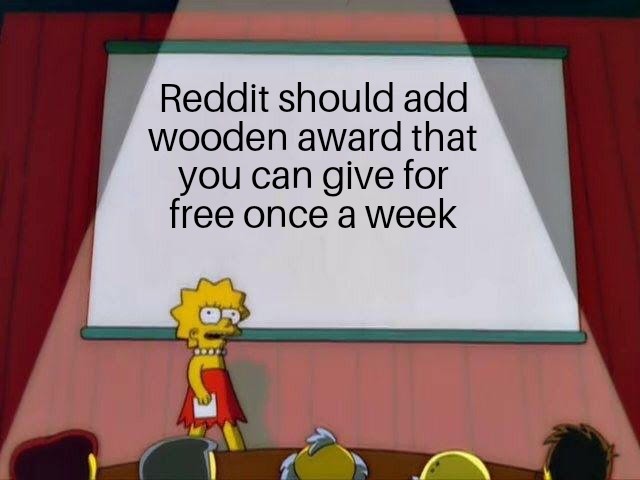 Reddit should add
wooden award that
you can give for
free once a week